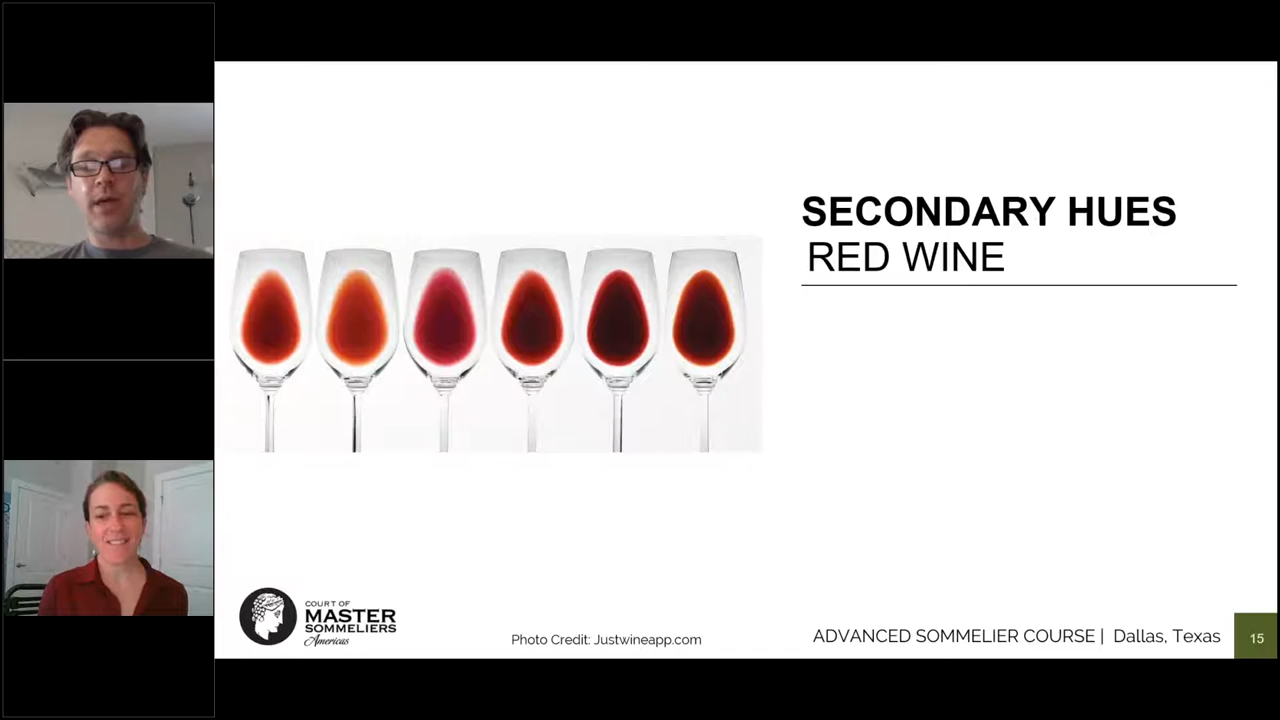 SECONDARY HUES
RED WINE
COURT OF
MASTER
SOMMELIERS
Americas
Photo Credit: Justwineapp.com
ADVANCED SOMMELIER COURSE | Dallas, Texas
15